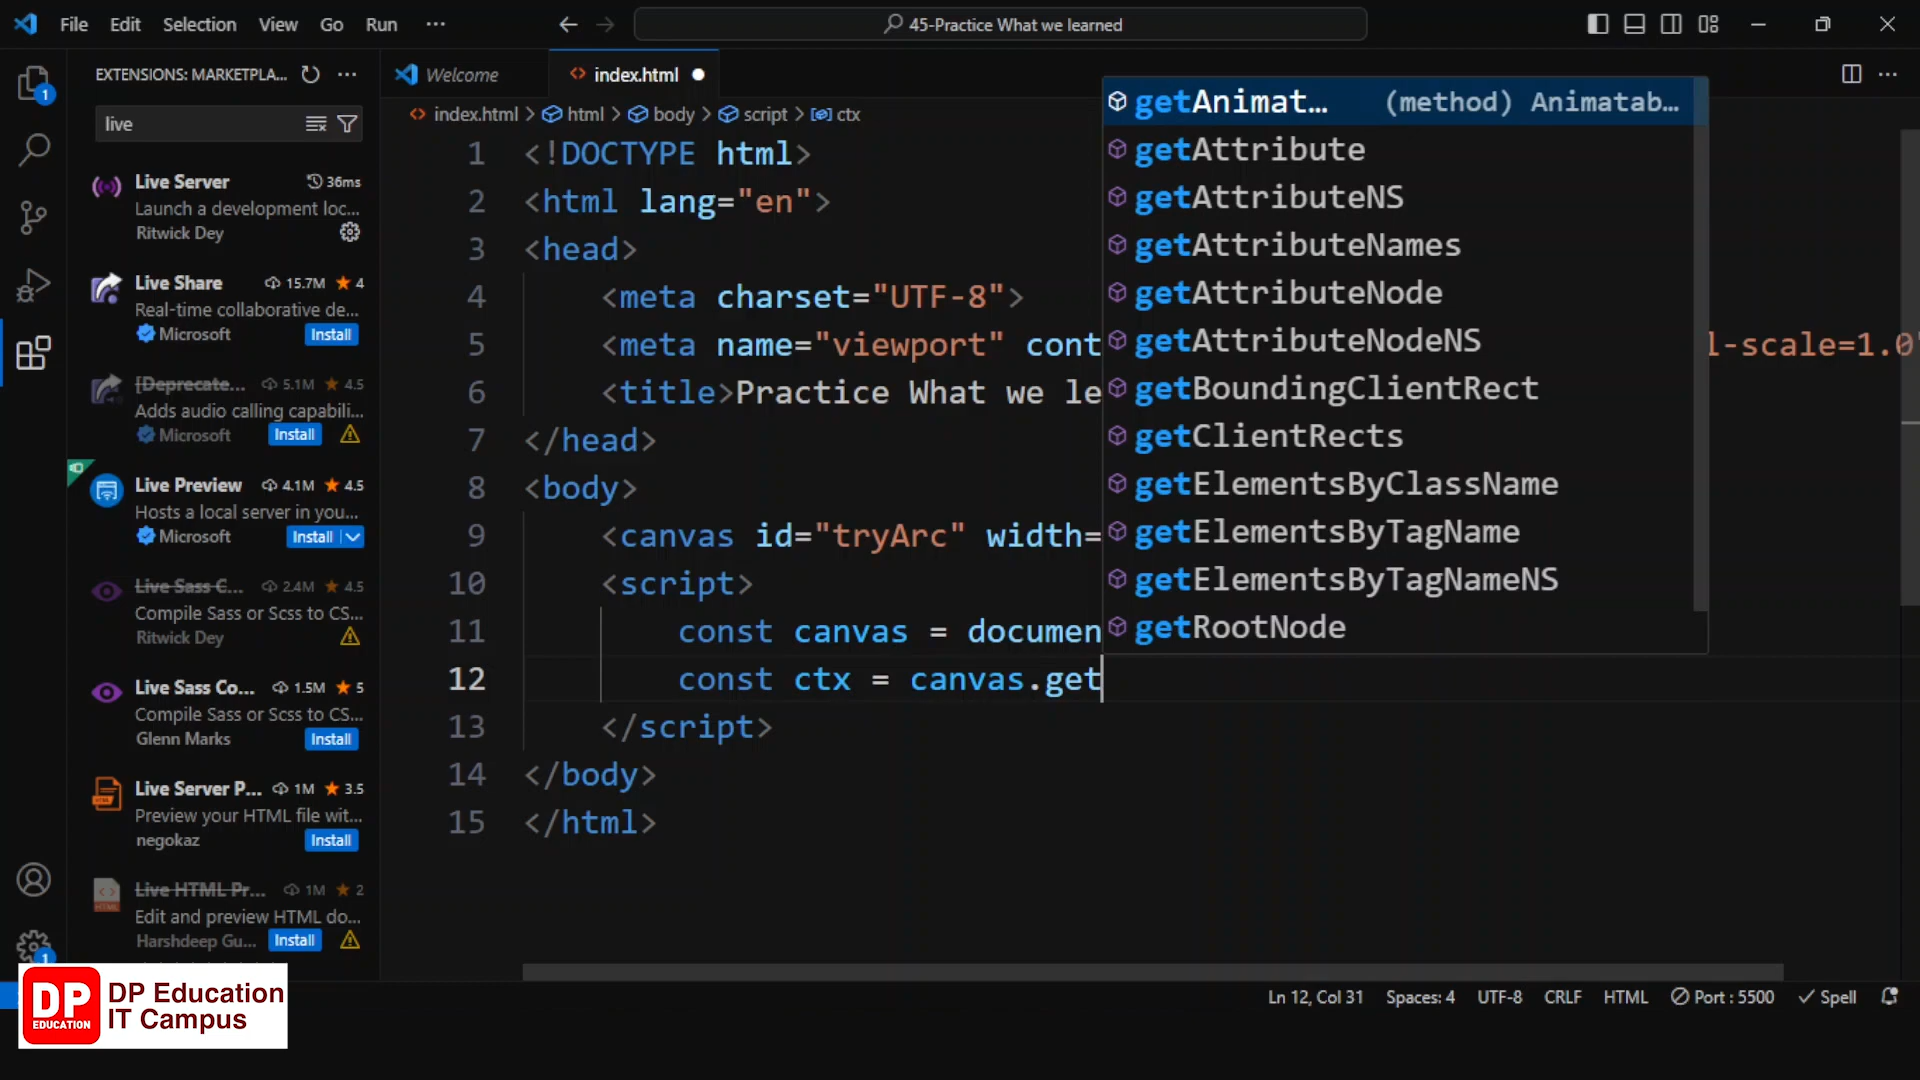 File Edit Selection View Go Run ···
45-Practice What we learned
EXTENSIONS: MARKETPLA... ···
1
live
Live Server 36ms
Launch a development loc...
Ritwick Dey
Live Share 15.7M ★ 4
Real-time collaborative de...
Microsoft Install
[Deprecate... 5.1M ★ 4.5
Adds audio calling capabili...
Microsoft Install
Live Preview 4.1M ★ 4.5
Hosts a local server in you...
Microsoft Install
Live Sass C... 2.4M ★ 4.5
Compile Sass or Scss to CS...
Ritwick Dey
Live Sass Co... 1.5M ★ 5
Compile Sass or Scss to CS...
Glenn Marks Install
Live Server P... 1M ★ 3.5
Preview your HTML file wit...
negokaz Install
Live HTML Pr... 1M ★ 2
Edit and preview HTML do...
Harshdeep Gu... Install
1
Welcome index.html ●
index.html > html > body > script > ctx
1 <!DOCTYPE html>
2 <html lang="en">
3 <head>
4 <meta charset="UTF-8">
5 <meta name="viewport" cont l-scale=1.0"
6 <title>Practice What we le
7 </head>
8 <body>
9 <canvas id="tryArc" width=
10 <script>
11 const canvas = documen
12 const ctx = canvas.get
13 </script>
14 </body>
15 </html>
getAnimat... (method) Animatab...
getAttribute
getAttributeNS
getAttributeNames
getAttributeNode
getAttributeNodeNS
getBoundingClientRect
getClientRects
getElementsByClassName
getElementsByTagName
getElementsByTagNameNS
getRootNode
DP EDUCATION
DP Education
IT Campus
Ln 12, Col 31 Spaces: 4 UTF-8 CRLF HTML Port : 5500 Spell